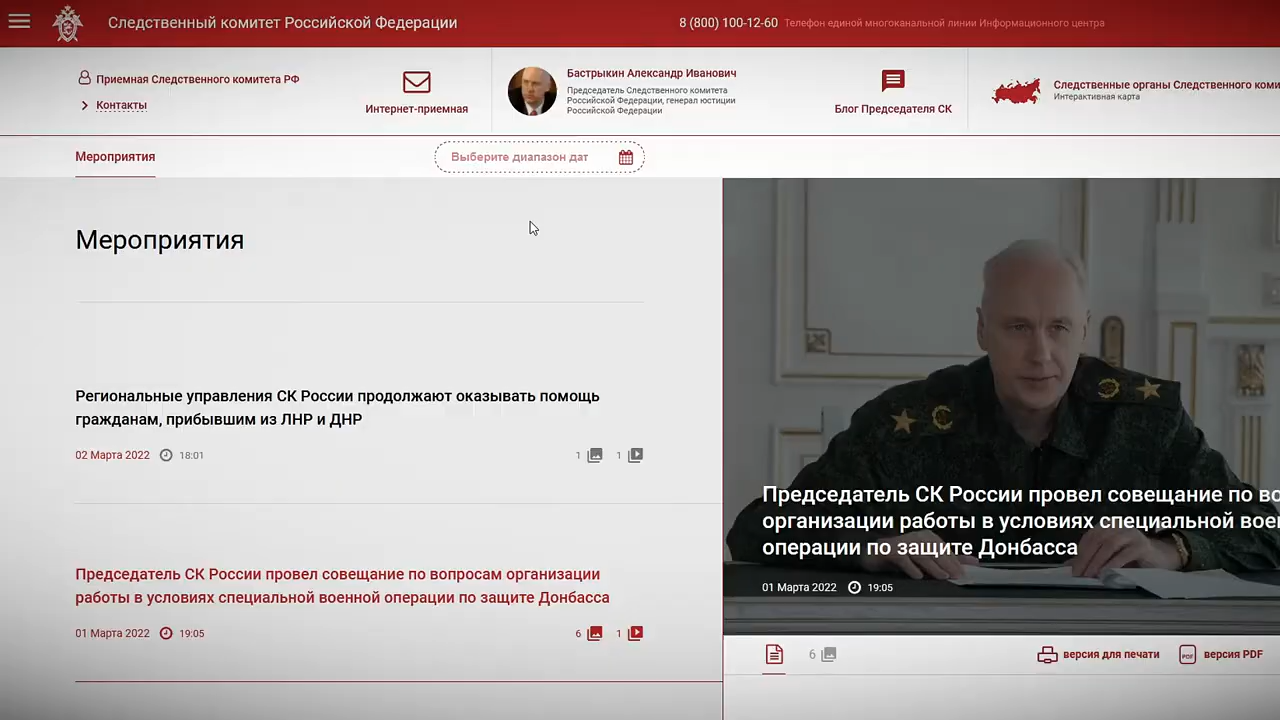 Следственный комитет Российской Федерации
8 (800) 100-12-60 Телефон единой многоканальной линии Информационного центра
Приемная Следственного комитета РФ
Контакты
Интернет-приемная
Бастрыкин Александр Иванович
Председатель Следственного комитета
Российской Федерации, генерал юстиции
Российской Федерации
Блог Председателя СК
Следственные органы Следственного коми
Интерактивная карта
Мероприятия
Выберите диапазон дат
Мероприятия
Региональные управления СК России продолжают оказывать помощь
гражданам, прибывшим из ЛНР и ДНР
02 Марта 2022 18:01 1 1
Председатель СК России провел совещание по вопросам организации
работы в условиях специальной военной операции по защите Донбасса
01 Марта 2022 19:05 6 1
Председатель СК России провел совещание по во
организации работы в условиях специальной вое
операции по защите Донбасса
01 Марта 2022 19:05
6
версия для печати
PDF версия PDF